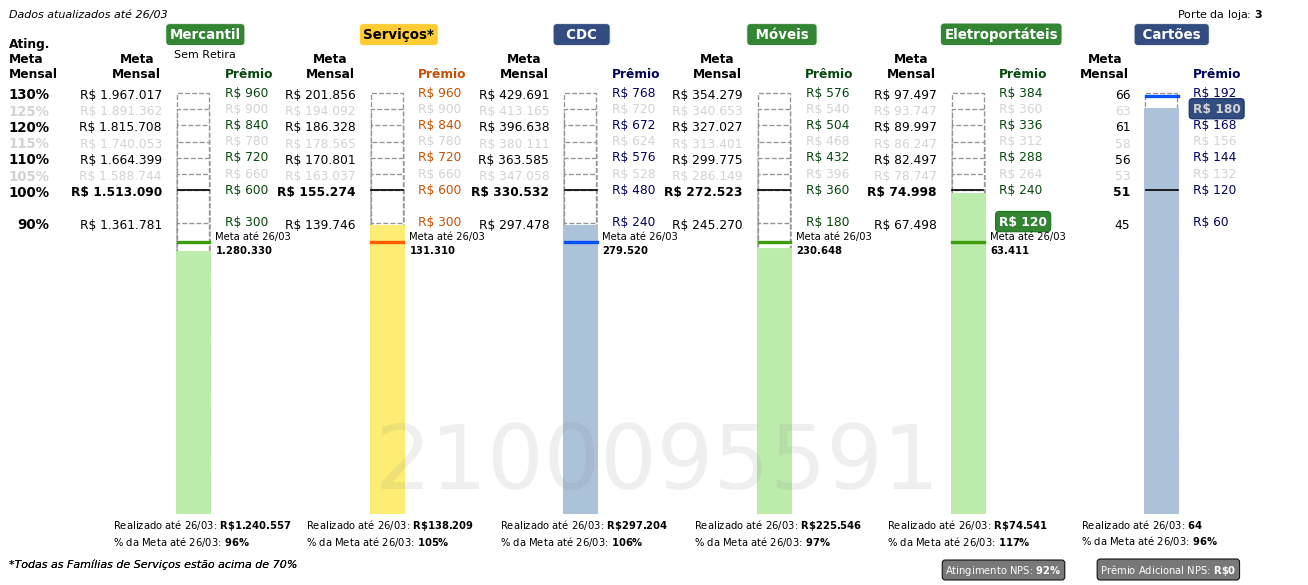 Dados atualizados até 26/03 Porte da loja: 3
Mercantil Serviços* CDC Móveis Eletroportáteis Cartões
Sem Retira
Ating. Meta Mensal Meta Mensal Prêmio Meta Mensal Prêmio Meta Mensal Prêmio Meta Mensal Prêmio Meta Mensal Prêmio Meta Mensal Prêmio
130% R$ 1.967.017 R$ 960 R$ 201.856 R$ 960 R$ 429.691 R$ 768 R$ 354.279 R$ 576 R$ 97.497 R$ 384 66 R$ 192
125% R$ 1.891.362 R$ 900 R$ 194.092 R$ 900 R$ 413.165 R$ 720 R$ 340.653 R$ 540 R$ 93.747 R$ 360 63 R$ 180
120% R$ 1.815.708 R$ 840 R$ 186.328 R$ 840 R$ 396.638 R$ 672 R$ 327.027 R$ 504 R$ 89.997 R$ 336 61 R$ 168
115% R$ 1.740.053 R$ 780 R$ 178.565 R$ 780 R$ 380.111 R$ 624 R$ 313.401 R$ 468 R$ 86.247 R$ 312 58 R$ 156
110% R$ 1.664.399 R$ 720 R$ 170.801 R$ 720 R$ 363.585 R$ 576 R$ 299.775 R$ 432 R$ 82.497 R$ 288 56 R$ 144
105% R$ 1.588.744 R$ 660 R$ 163.037 R$ 660 R$ 347.058 R$ 528 R$ 286.149 R$ 396 R$ 78.747 R$ 264 53 R$ 132
100% R$ 1.513.090 R$ 600 R$ 155.274 R$ 600 R$ 330.532 R$ 480 R$ 272.523 R$ 360 R$ 74.998 R$ 240 51 R$ 120
90% R$ 1.361.781 R$ 300 R$ 139.746 R$ 300 R$ 297.478 R$ 240 R$ 245.270 R$ 180 R$ 67.498 R$ 120 45 R$ 60
Meta até 26/03 Meta até 26/03 Meta até 26/03 Meta até 26/03 Meta até 26/03
1.280.330 131.310 279.520 230.648 63.411
2100095591
Realizado até 26/03: R$1.240.557 Realizado até 26/03: R$138.209 Realizado até 26/03: R$297.204 Realizado até 26/03: R$225.546 Realizado até 26/03: R$74.541 Realizado até 26/03: 64
% da Meta até 26/03: 96% % da Meta até 26/03: 105% % da Meta até 26/03: 106% % da Meta até 26/03: 97% % da Meta até 26/03: 117% % da Meta até 26/03: 96%
*Todas as Famílias de Serviços estão acima de 70% Atingimento NPS: 92% Prêmio Adicional NPS: R$0